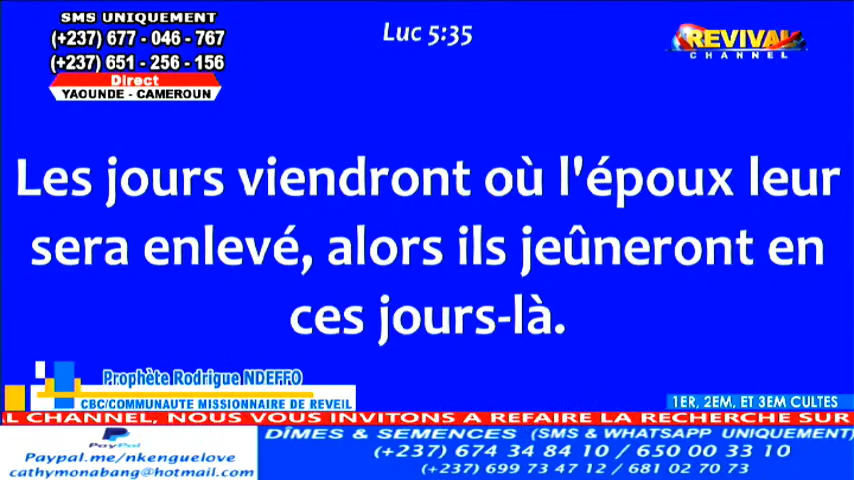 SMS UNIQUEMENT
(+237) 677 - 046 - 767
(+237) 651 - 256 - 156
Direct
YAOUNDE - CAMEROUN
Luc 5:35
REVIVAL
CHANNEL
Les jours viendront où l'époux leur
sera enlevé, alors ils jeûneront en
ces jours-là.
Prophète Rodrigue NDEFFO
CBC/COMMUNAUTE MISSIONNAIRE DE REVEIL
1ER, 2EM, ET 3EM CULTES
L CHANNEL, NOUS VOUS INVITONS A REFAIRE LA RECHERCHE SUR
PayPal
Paypal.me/nkenguelove
cathymonabang@hotmail.com
DÎMES & SEMENCES (SMS & WHATSAPP UNIQUEMENT)
(+237) 674 34 84 10 / 650 00 33 10
(+237) 699 73 47 12 / 681 02 70 73